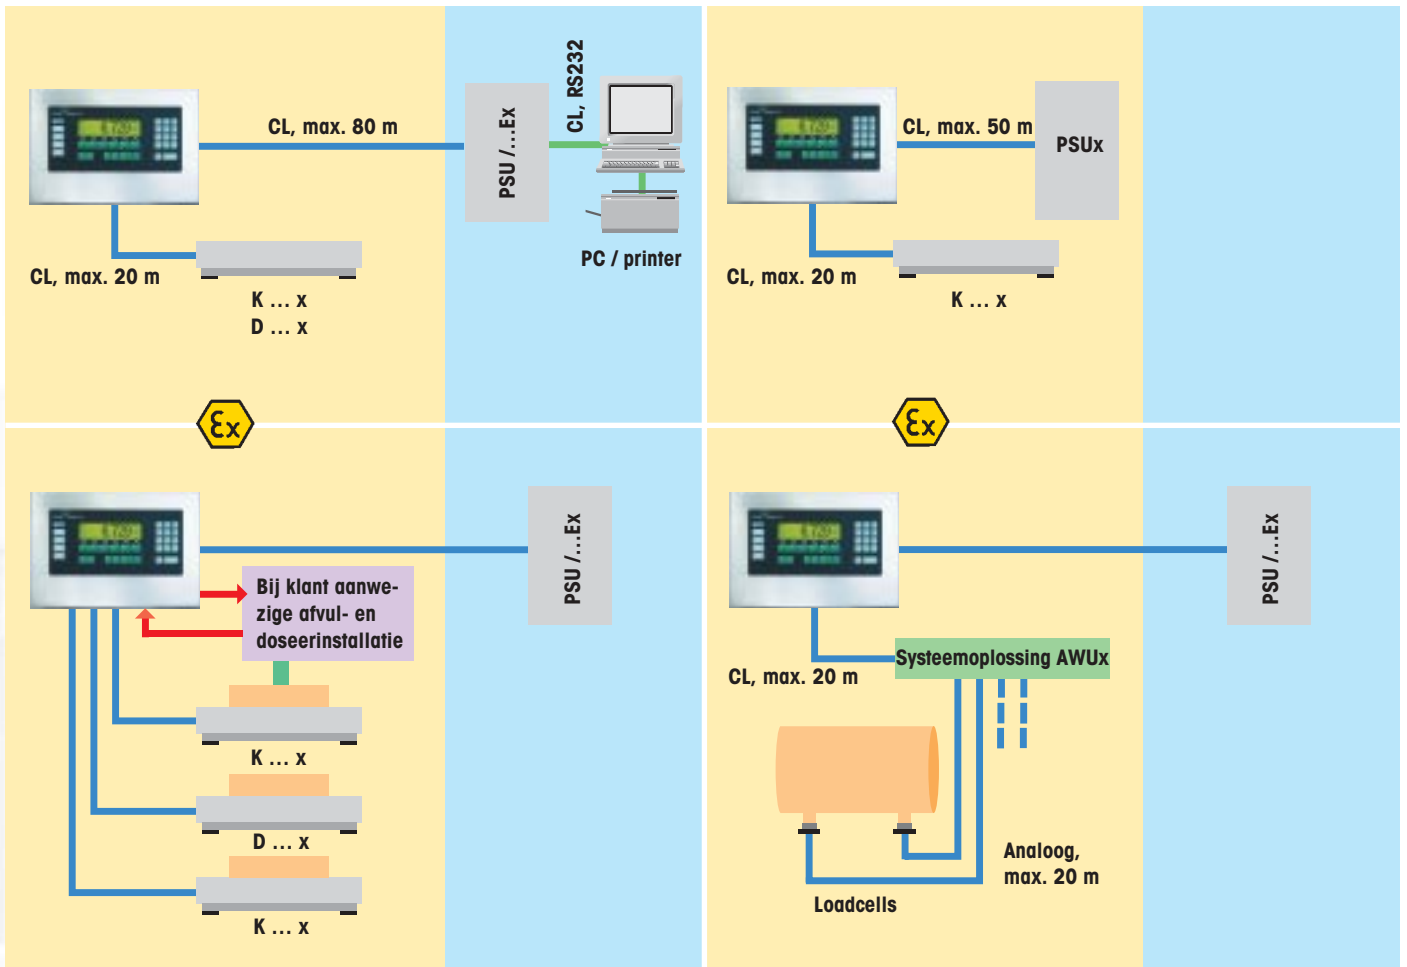 CL, max. 80 m
PSU /...Ex
CL, RS232
PC / printer
CL, max. 20 m
K ... x
D ... x
CL, max. 50 m
PSUx
CL, max. 20 m
K ... x
Ex
Ex
PSU /...Ex
Bij klant aanwe-
zige afvul- en
doseerinstallatie
K ... x
D ... x
K ... x
PSU /...Ex
Systeemoplossing AWUx
CL, max. 20 m
Analoog,
max. 20 m
Loadcells